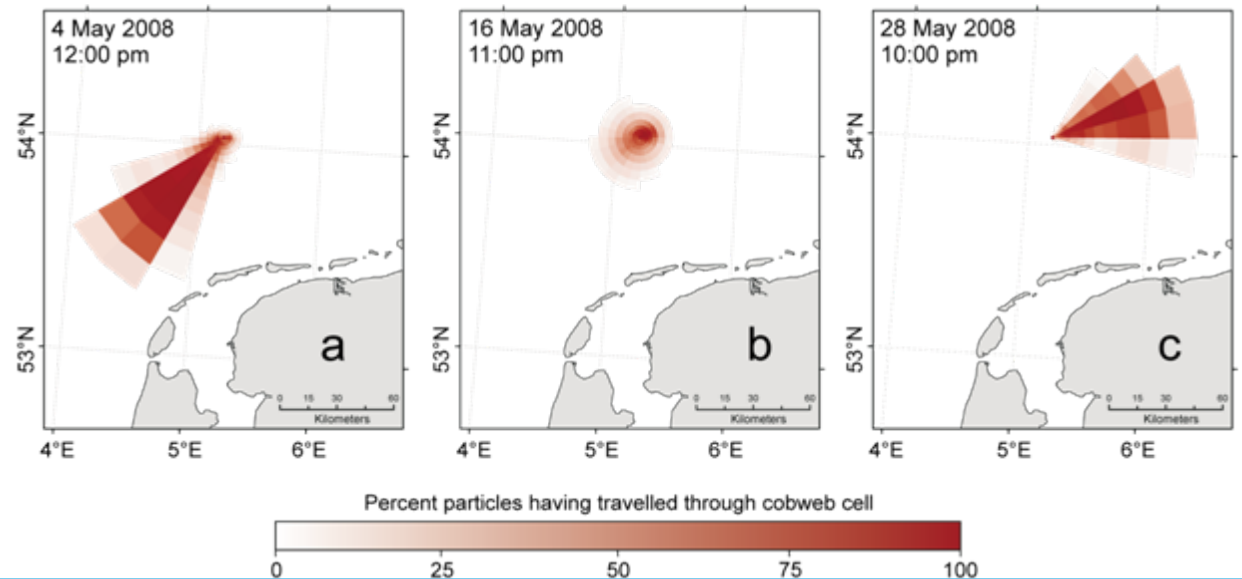 4 May 2008
12:00 pm
54°N
53°N
a
0 15 30 60
Kilometers
4°E 5°E 6°E
16 May 2008
11:00 pm
54°N
53°N
b
0 15 30 60
Kilometers
4°E 5°E 6°E
28 May 2008
10:00 pm
54°N
53°N
c
0 15 30 60
Kilometers
4°E 5°E 6°E
Percent particles having travelled through cobweb cell
0 25 50 75 100